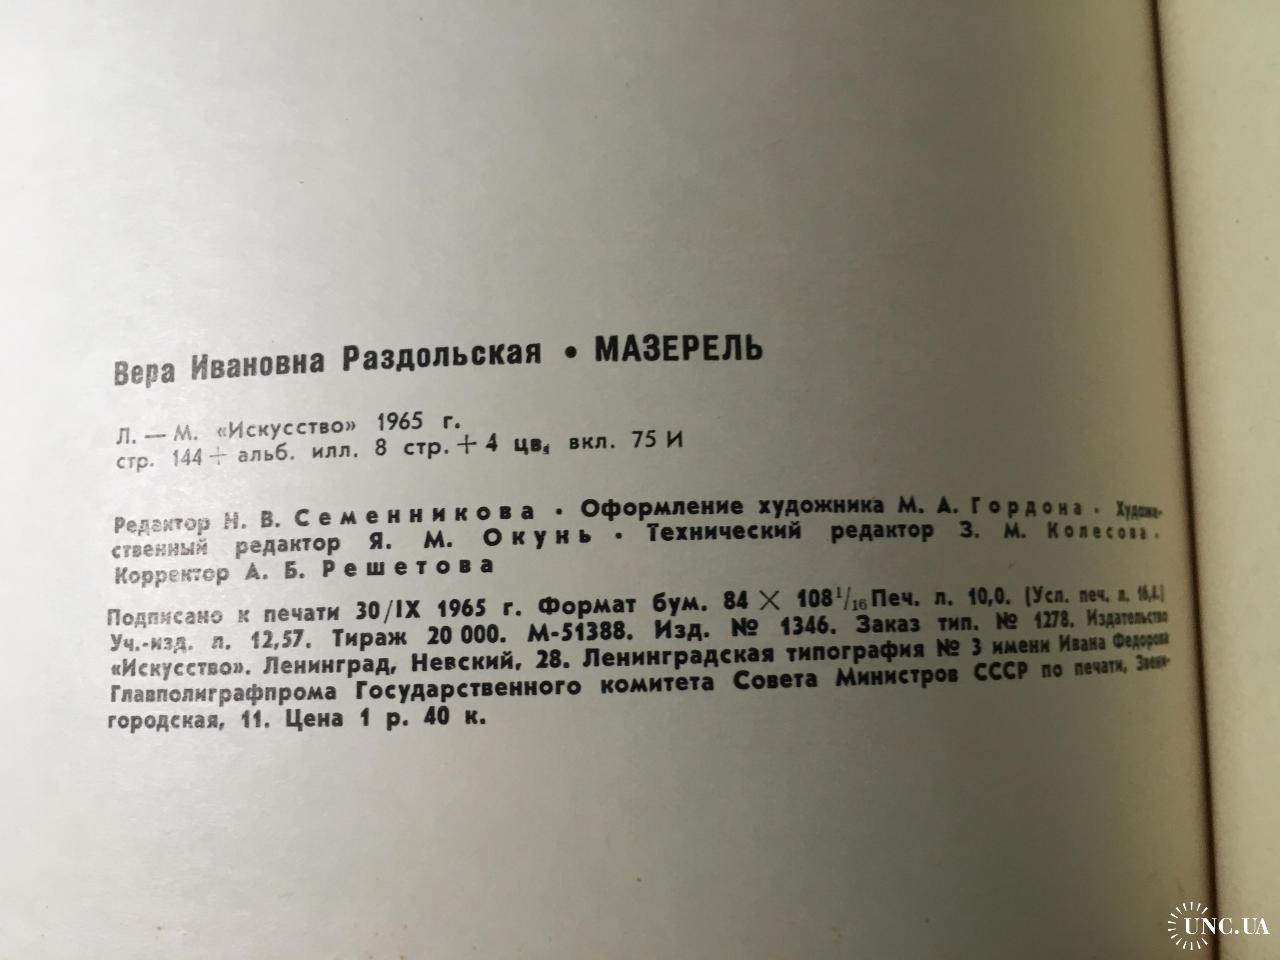 Вера Ивановна Раздольская • МАЗЕРЕЛЬ
Л. — М. «Искусство» 1965 г.
стр. 144 + альб. илл. 8 стр. + 4 цв. вкл. 75 И
Редактор Н. В. Семенникова • Оформление художника М. А. Гордона • Художе-
ственный редактор Я. М. Окунь • Технический редактор З. М. Колесова •
Корректор А. Б. Решетова
Подписано к печати 30/IX 1965 г. Формат бум. 84 × 108 1/16 Печ. л. 10,0. (Усл. печ. л.
Уч.-изд. л. 12,57. Тираж 20 000. М-51388. Изд. № 1346. Заказ тип. № 1278. Издательство
«Искусство». Ленинград, Невский, 28. Ленинградская типография № 3 имени Ивана Федорова
Главполиграфпрома Государственного комитета Совета Министров СССР по печати, Звени-
городская, 11. Цена 1 р. 40 к.
UNC.UA